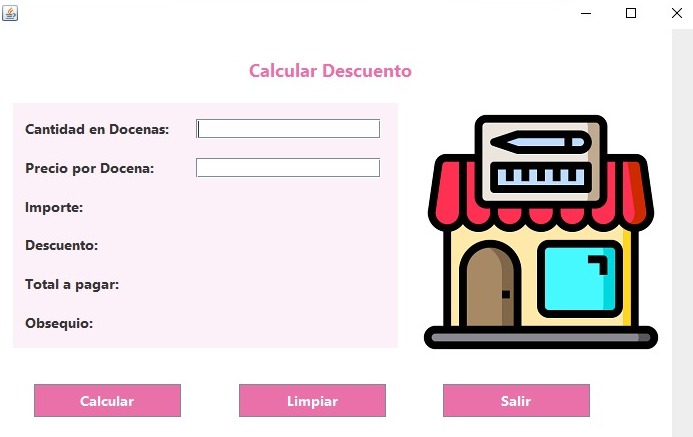 Calcular Descuento
Cantidad en Docenas:
Precio por Docena:
Importe:
Descuento:
Total a pagar:
Obsequio:
Calcular
Limpiar
Salir